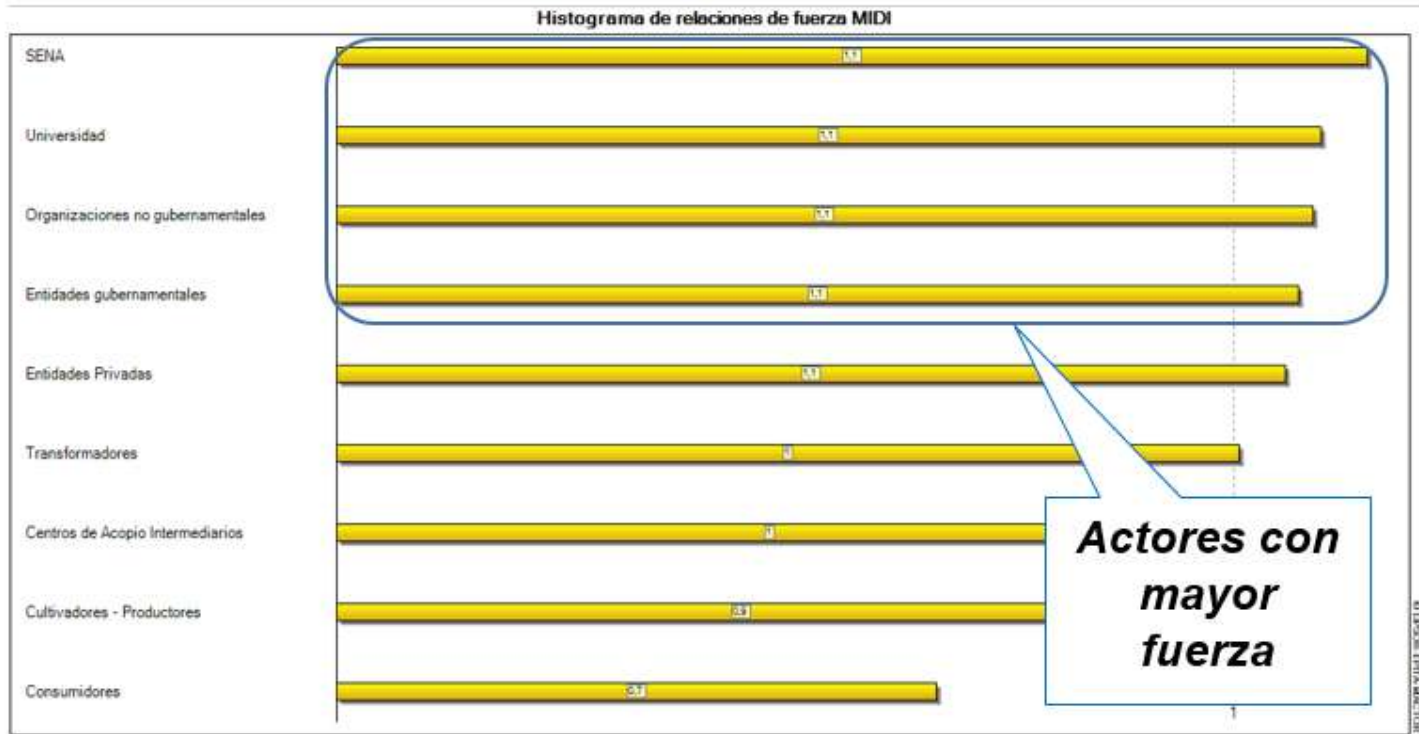 Histograma de relaciones de fuerza MIDI
SENA 1,1
Universidad 1,1
Organizaciones no gubernamentales 1,1
Entidades gubernamentales 1,1
Entidades Privadas 1,1
Transformadores 1
Centros de Acopio Intermediarios 1
Cultivadores - Productores 0,9
Consumidores 0,7
1
Actores con
mayor
fuerza